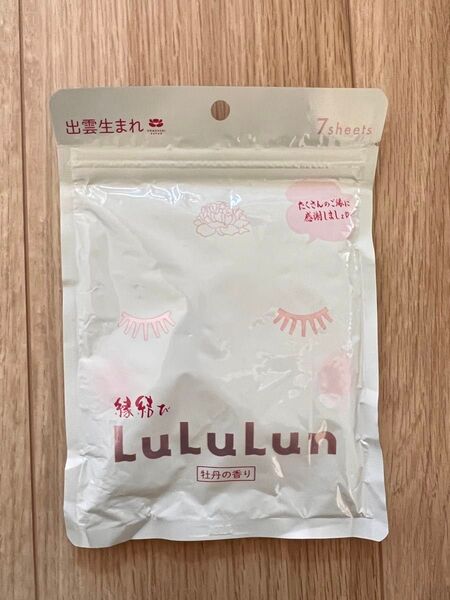 出雲生まれ
7sheets
たくさんのご縁に
感謝しましょ
縁結び
LuLuLun
牡丹の香り